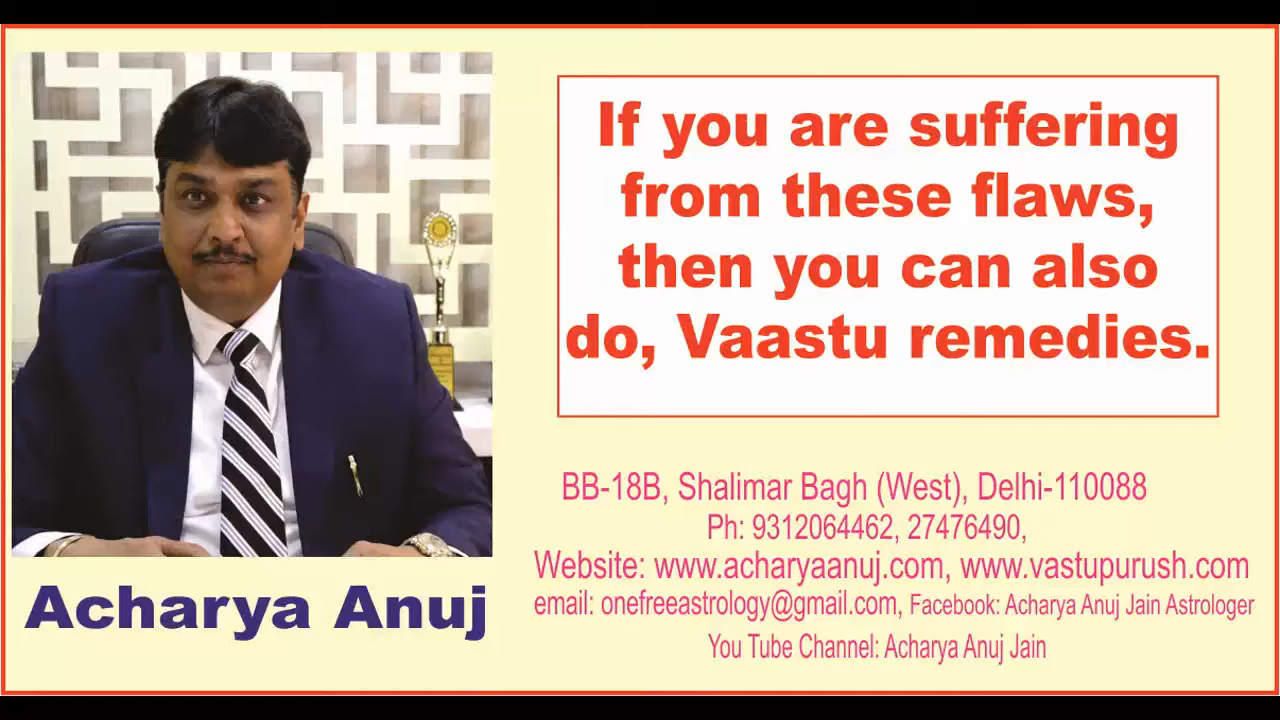 If you are suffering
from these flaws,
then you can also
do, Vaastu remedies.
BB-18B, Shalimar Bagh (West), Delhi-110088
Ph: 9312064462, 27476490,
Website: www.acharyaanuj.com, www.vastupurush.com
email: onefreeastrology@gmail.com, Facebook: Acharya Anuj Jain Astrologer
You Tube Channel: Acharya Anuj Jain
Acharya Anuj